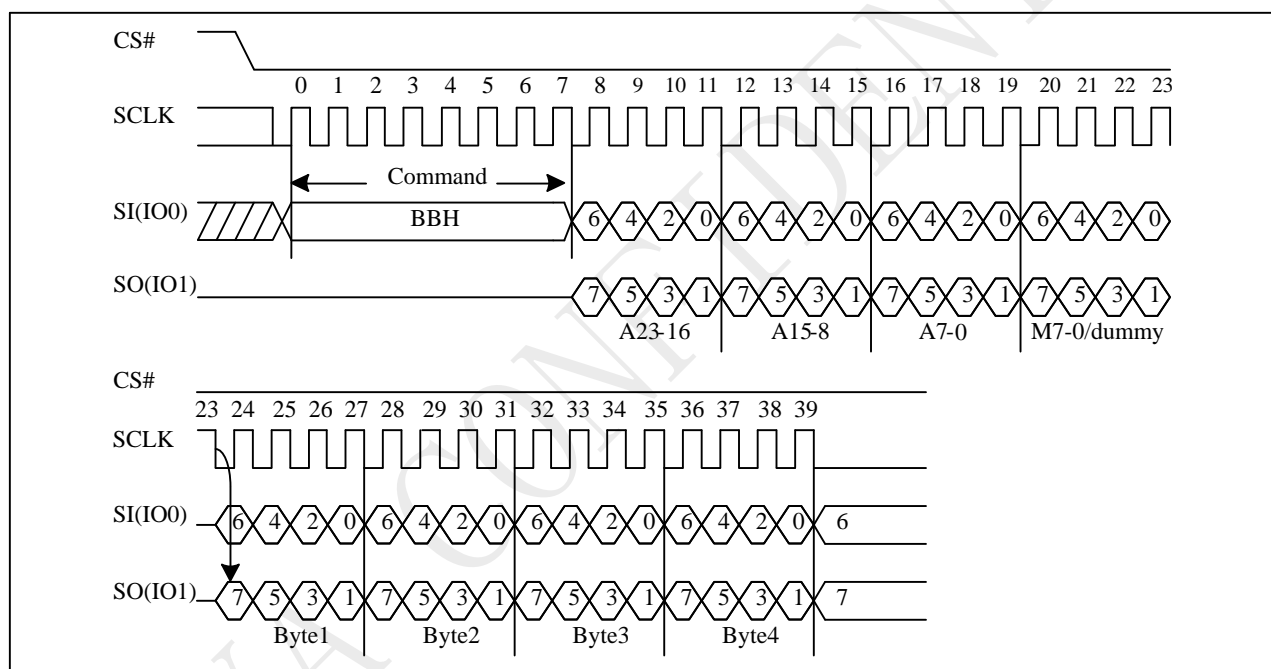 CS#
0 1 2 3 4 5 6 7 8 9 10 11 12 13 14 15 16 17 18 19 20 21 22 23
SCLK
Command
SI(IO0) BBH 6 4 2 0 6 4 2 0 6 4 2 0 6 4 2 0
SO(IO1) 7 5 3 1 7 5 3 1 7 5 3 1 7 5 3 1
A23-16 A15-8 A7-0 M7-0/dummy
CS#
23 24 25 26 27 28 29 30 31 32 33 34 35 36 37 38 39
SCLK
SI(IO0) 6 4 2 0 6 4 2 0 6 4 2 0 6 4 2 0 6
SO(IO1) 7 5 3 1 7 5 3 1 7 5 3 1 7 5 3 1 7
Byte1 Byte2 Byte3 Byte4